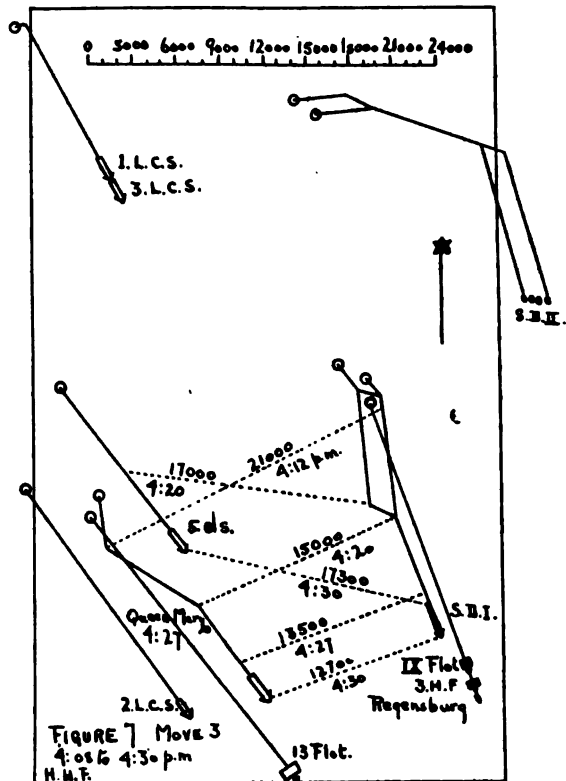 0 3000 6000 9000 12000 15000 18000 21000 24000
1. L.C.S.
3. L.C.S.
S.B.II.
21000
4:12 p.m.
17000
4:20
5th B.S.
15000
4:20
17300
4:30
Queen Mary
4:27
13500
4:27
12700
4:30
S.B.I.
IX Flot.
3.H.F
Regensburg
2.L.C.S.
13 Flot.
FIGURE 7 MOVE 3
4:08 to 4:30 p.m
H.H.F.